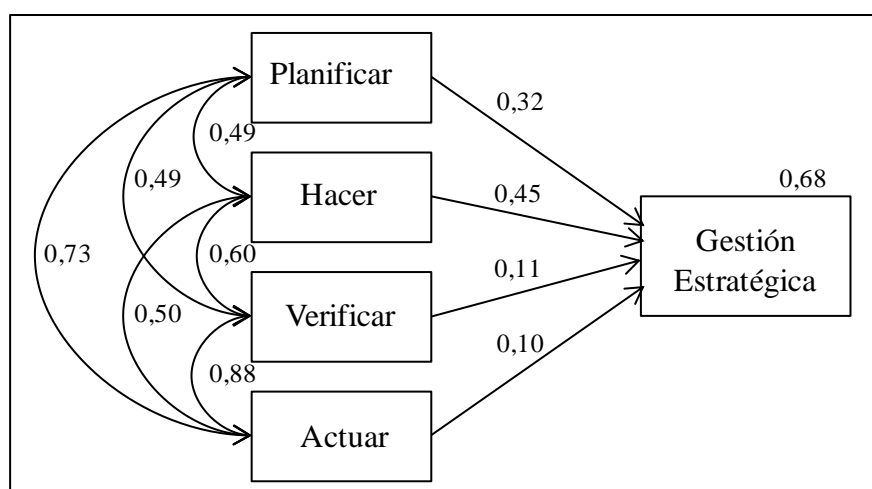 Planificar
0,32
0,49
0,49
Hacer
0,45
0,68
Gestión
Estratégica
0,73
0,60
0,11
0,50
Verificar
0,10
0,88
Actuar